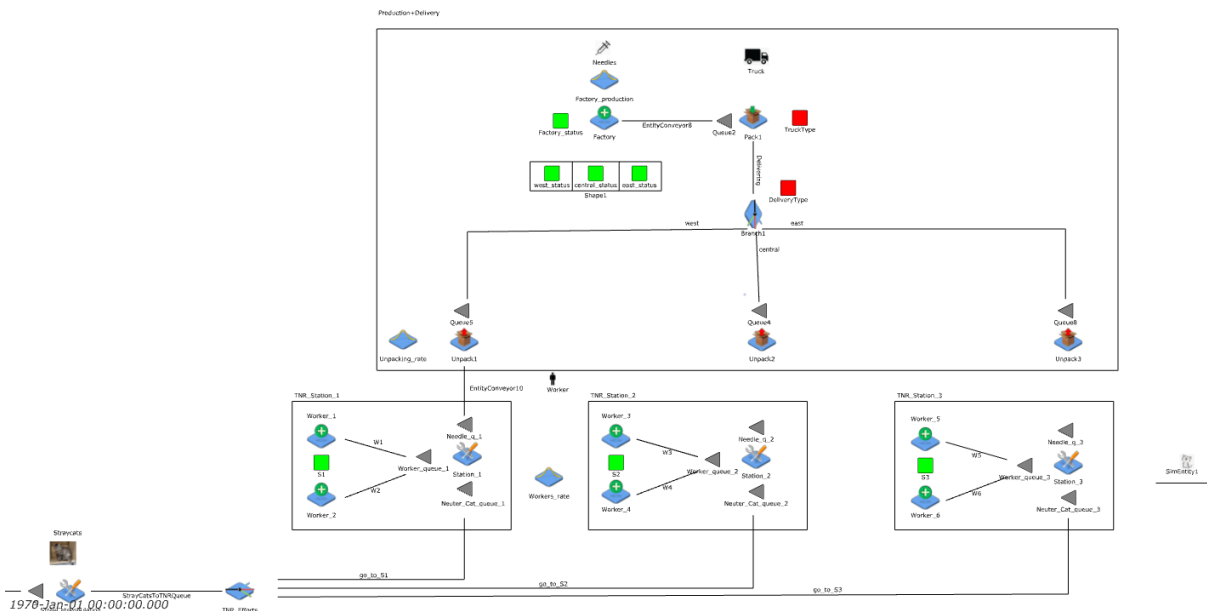 Production+Delivery
Needles
Truck
Factory_production
Factory_status
Factory
EntityConveyor8
Queue2
Pack1
TruckType
west_status
central_status
east_status
Shape1
Delivering
DeliveryType
Branch1
west
east
central
Queue5
Queue4
Queue8
Unpacking_rate
Unpack1
Unpack2
Unpack3
EntityConveyor10
Worker
TNR_Station_1
TNR_Station_2
TNR_Station_3
Worker_1
W1
S1
Worker_2
W2
Worker_queue_1
Needle_q_1
Station_1
Neuter_Cat_queue_1
Workers_rate
Worker_3
W3
S2
Worker_4
W4
Worker_queue_2
Needle_q_2
Station_2
Neuter_Cat_queue_2
Worker_5
W5
S3
Worker_6
W6
Worker_queue_3
Needle_q_3
Station_3
Neuter_Cat_queue_3
SimEntity1
Straycats
StrayCatsToTNRQueue
TNR_Efforts
go_to_S1
go_to_S2
go_to_S3
1970-Jan-01 00:00:00.000